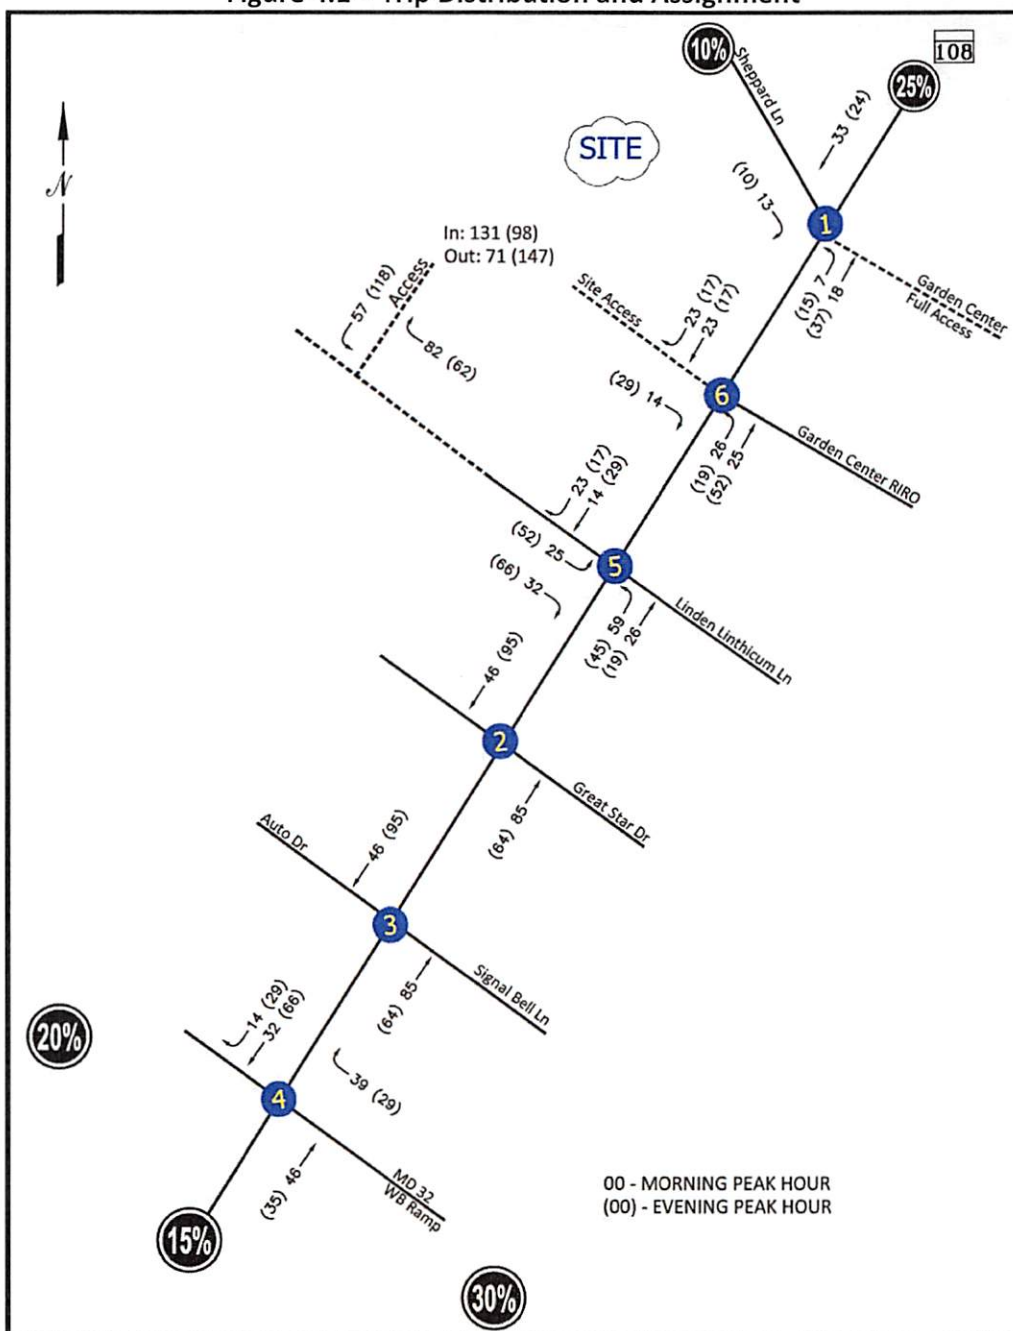 Figure 4.2 – Trip Distribution and Assignment
10%
Sheppard Ln
108
25%
33 (24)
N
SITE
(10) 13
1
In: 131 (98)
Out: 71 (147)
Access
57 (118)
82 (62)
Site Access
23 (17)
23 (17)
(15) 7
(37) 18
Garden Center
Full Access
(29) 14
6
(19) 26
(52) 25
Garden Center RIRO
23 (17)
14 (29)
(52) 25
(66) 32
5
(45) 59
(19) 26
Linden Linthicum Ln
46 (95)
2
(64) 85
Great Star Dr
Auto Dr
46 (95)
3
(64) 85
Signal Bell Ln
20%
14 (29)
32 (66)
39 (29)
4
(35) 46
MD 32
WB Ramp
15%
30%
00 - MORNING PEAK HOUR
(00) - EVENING PEAK HOUR